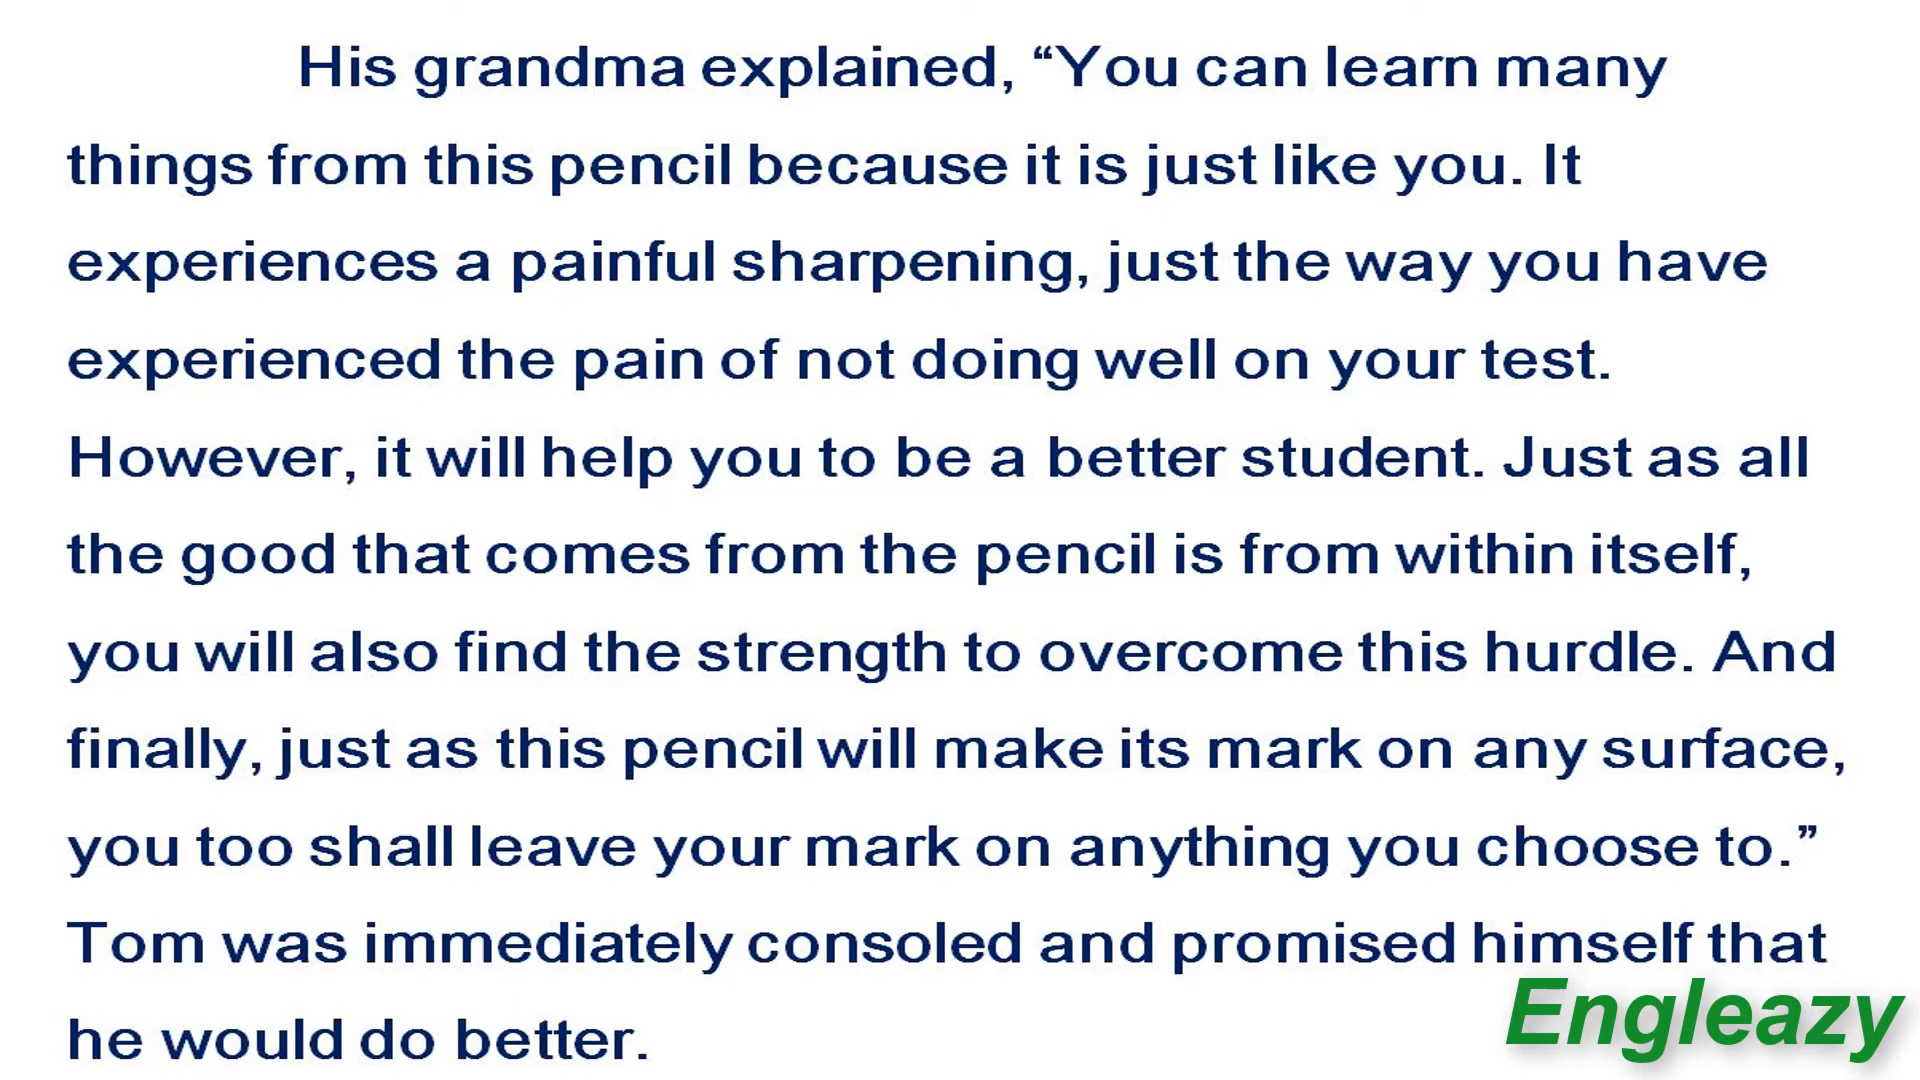 His grandma explained, “You can learn many
things from this pencil because it is just like you. It
experiences a painful sharpening, just the way you have
experienced the pain of not doing well on your test.
However, it will help you to be a better student. Just as all
the good that comes from the pencil is from within itself,
you will also find the strength to overcome this hurdle. And
finally, just as this pencil will make its mark on any surface,
you too shall leave your mark on anything you choose to.”
Tom was immediately consoled and promised himself that
he would do better.
Engleazy